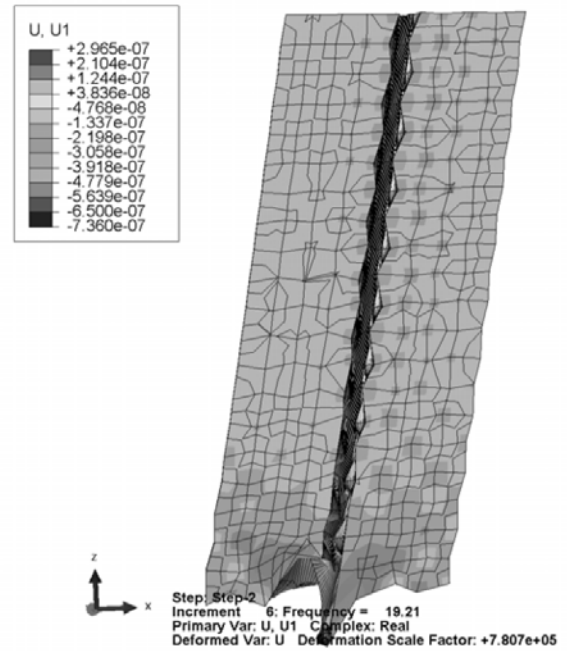 U, U1
+2.965e-07
+2.104e-07
+1.244e-07
+3.836e-08
-4.768e-08
-1.337e-07
-2.198e-07
-3.058e-07
-3.918e-07
-4.779e-07
-5.639e-07
-6.500e-07
-7.360e-07
z
x
Step: Step-2
Increment 6: Frequency = 19.21
Primary Var: U, U1 Complex: Real
Deformed Var: U Deformation Scale Factor: +7.807e+05